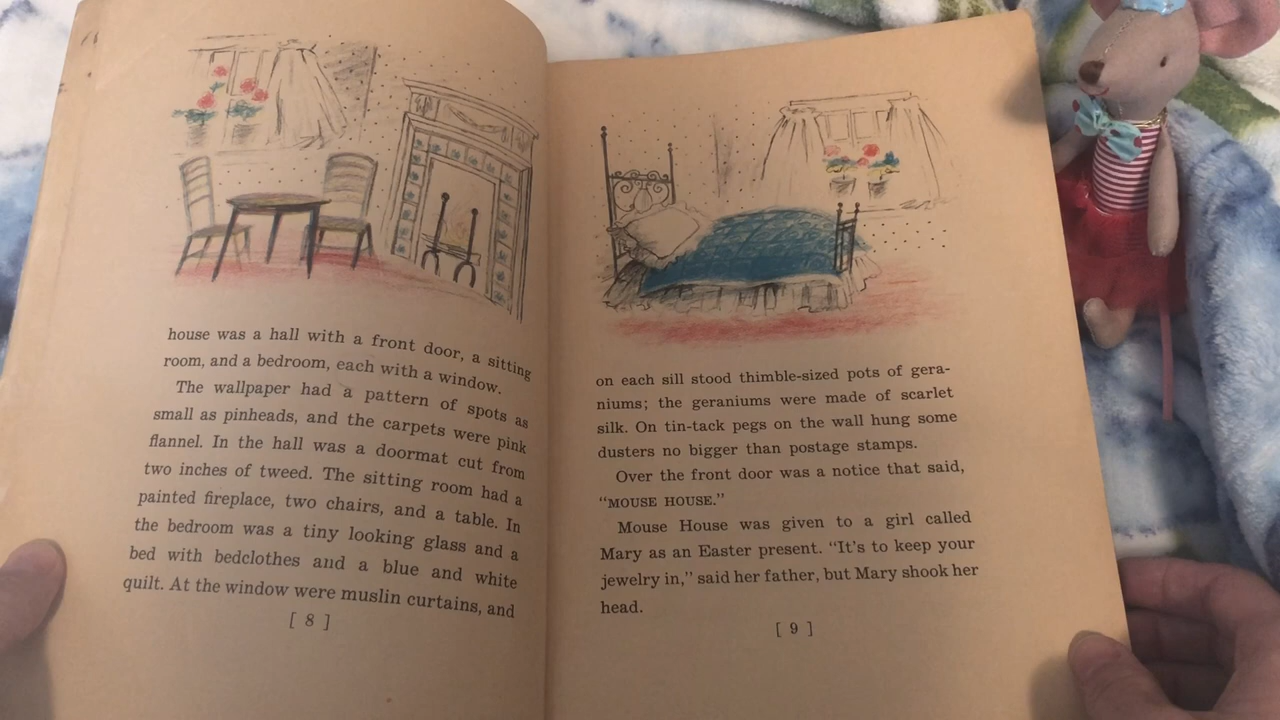 house was a hall with a front door, a sitting
room, and a bedroom, each with a window.
The wallpaper had a pattern of spots as
small as pinheads, and the carpets were pink
flannel. In the hall was a doormat cut from
two inches of tweed. The sitting room had a
painted fireplace, two chairs, and a table. In
the bedroom was a tiny looking glass and a
bed with bedclothes and a blue and white
quilt. At the window were muslin curtains, and
[ 8 ]
on each sill stood thimble-sized pots of gera-
niums; the geraniums were made of scarlet
silk. On tin-tack pegs on the wall hung some
dusters no bigger than postage stamps.
Over the front door was a notice that said,
“MOUSE HOUSE.”
Mouse House was given to a girl called
Mary as an Easter present. “It's to keep your
jewelry in,” said her father, but Mary shook her
head.
[ 9 ]